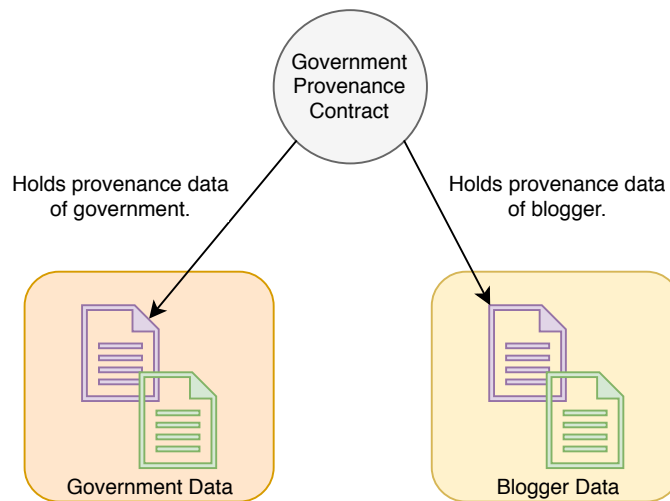 Government
Provenance
Contract
Holds provenance data
of government.
Holds provenance data
of blogger.
Government Data
Blogger Data